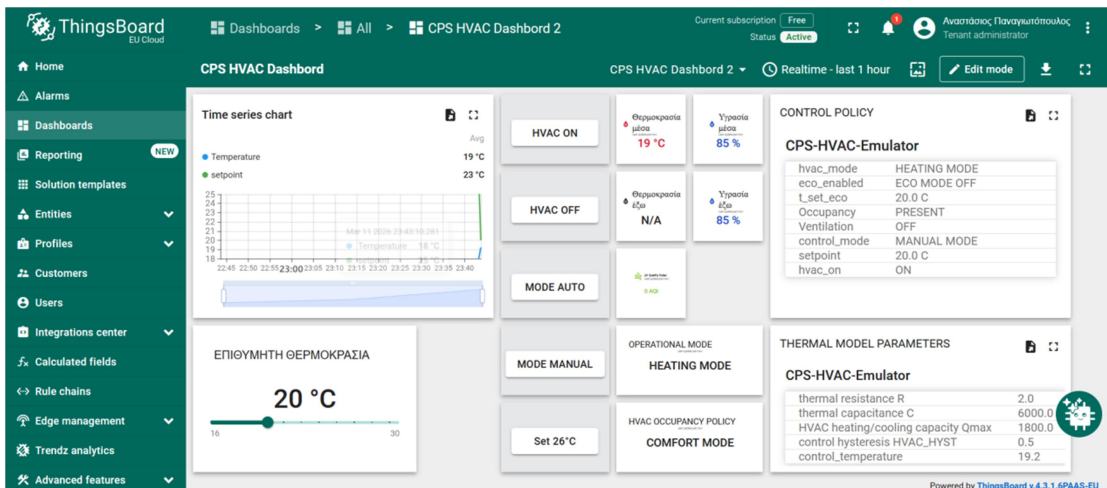 ThingsBoard
EU Cloud
Dashboards > All > CPS HVAC Dashbord 2
Current subscription Free
Status Active
Αναστάσιος Παναγιωτόπουλος
Tenant administrator
Home
Alarms
Dashboards
Reporting NEW
Solution templates
Entities
Profiles
Customers
Users
Integrations center
Calculated fields
Rule chains
Edge management
Trendz analytics
Advanced features
CPS HVAC Dashbord
CPS HVAC Dashbord 2
Realtime - last 1 hour
Edit mode
Time series chart
Avg
Temperature 19 °C
setpoint 23 °C
25
24
23
22
21
20
19
18
Mar 11 2026 23:43:10.281
Temperature 18 °C
22:45 22:50 22:55 23:00 23:05 23:10 23:15 23:20 23:25 23:30 23:35 23:40
ΕΠΙΘΥΜΗΤΗ ΘΕΡΜΟΚΡΑΣΙΑ
20 °C
16 30
HVAC ON
HVAC OFF
MODE AUTO
MODE MANUAL
Set 26°C
Θερμοκρασία
μέσα
19 °C
Υγρασία
μέσα
85 %
Θερμοκρασία
έξω
N/A
Υγρασία
έξω
85 %
0 AQI
OPERATIONAL MODE
HEATING MODE
HVAC OCCUPANCY POLICY
COMFORT MODE
CONTROL POLICY
CPS-HVAC-Emulator
hvac_mode HEATING MODE
eco_enabled ECO MODE OFF
t_set_eco 20.0 C
Occupancy PRESENT
Ventilation OFF
control_mode MANUAL MODE
setpoint 20.0 C
hvac_on ON
THERMAL MODEL PARAMETERS
CPS-HVAC-Emulator
thermal resistance R 2.0
thermal capacitance C 6000.0
HVAC heating/cooling capacity Qmax 1800.0
control hysteresis HVAC_HYST 0.5
control_temperature 19.2
Powered by ThingsBoard v.4.3.1.6PAAS-EU